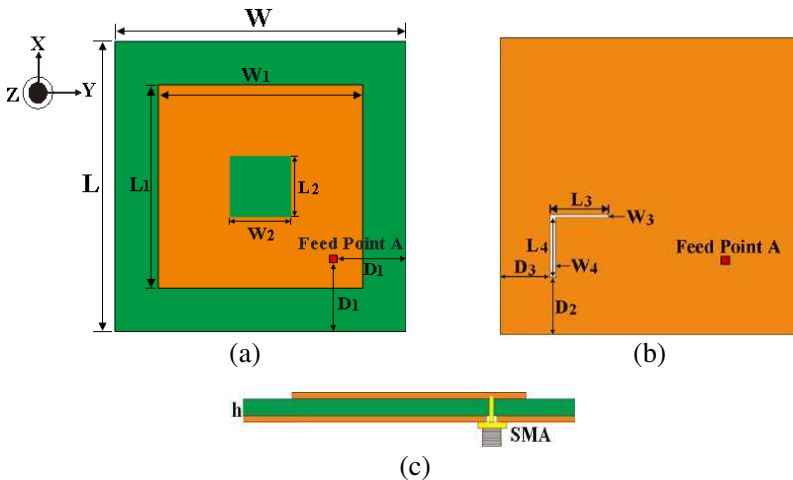 W
X
Z
Y
W1
L
L1
L2
W2
Feed Point A
D1
D1
(a)
L3
W3
L4
W4
D3
Feed Point A
D2
(b)
h
SMA
(c)